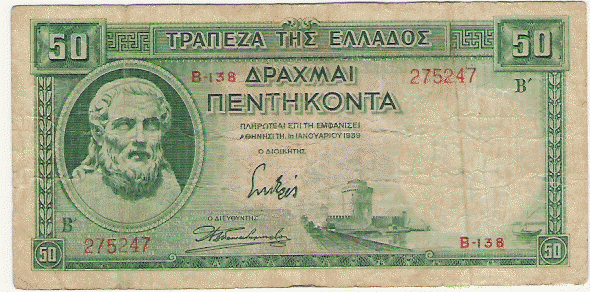 50 ΤΡΑΠΕΖΑ ΤΗΣ ΕΛΛΑΔΟΣ 50
Β-138 ΔΡΑΧΜΑΙ 275247
ΠΕΝΤΗΚΟΝΤΑ Β′
ΠΛΗΡΩΤΕΑΙ ΕΠΙ ΤΗ ΕΜΦΑΝΙΣΕΙ
ΑΘΗΝΗΣΙ ΤΗ, 1η ΙΑΝΟΥΑΡΙΟΥ 1939
Ο ΔΙΟΙΚΗΤΗΣ
Ο ΔΙΕΥΘΥΝΤΗΣ
Β′
275247 Β-138
50 50